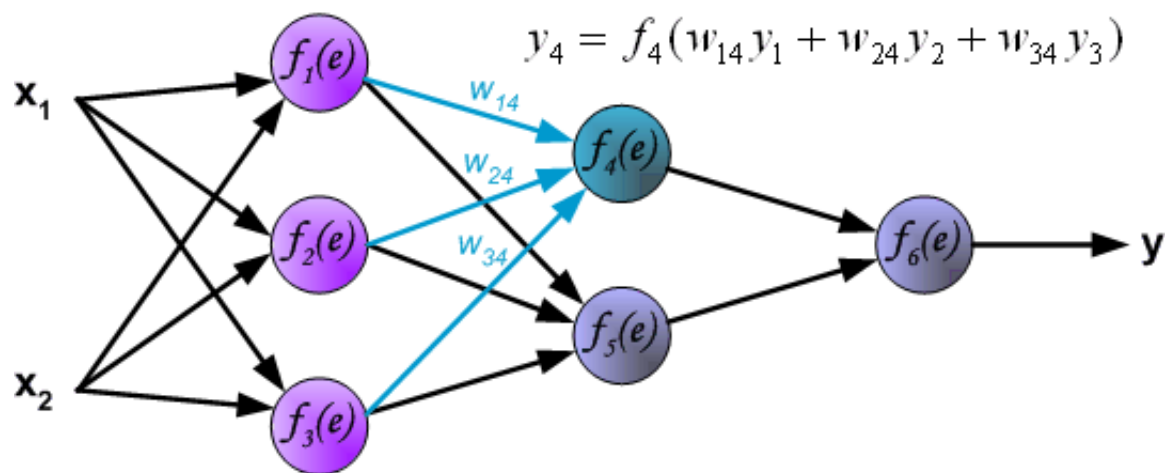 y₄ = f₄(w₁₄y₁ + w₂₄y₂ + w₃₄y₃)
f₁(e)
x₁
w₁₄
f₄(e)
w₂₄
f₂(e)
w₃₄
f₆(e)
y
f₅(e)
x₂
f₃(e)